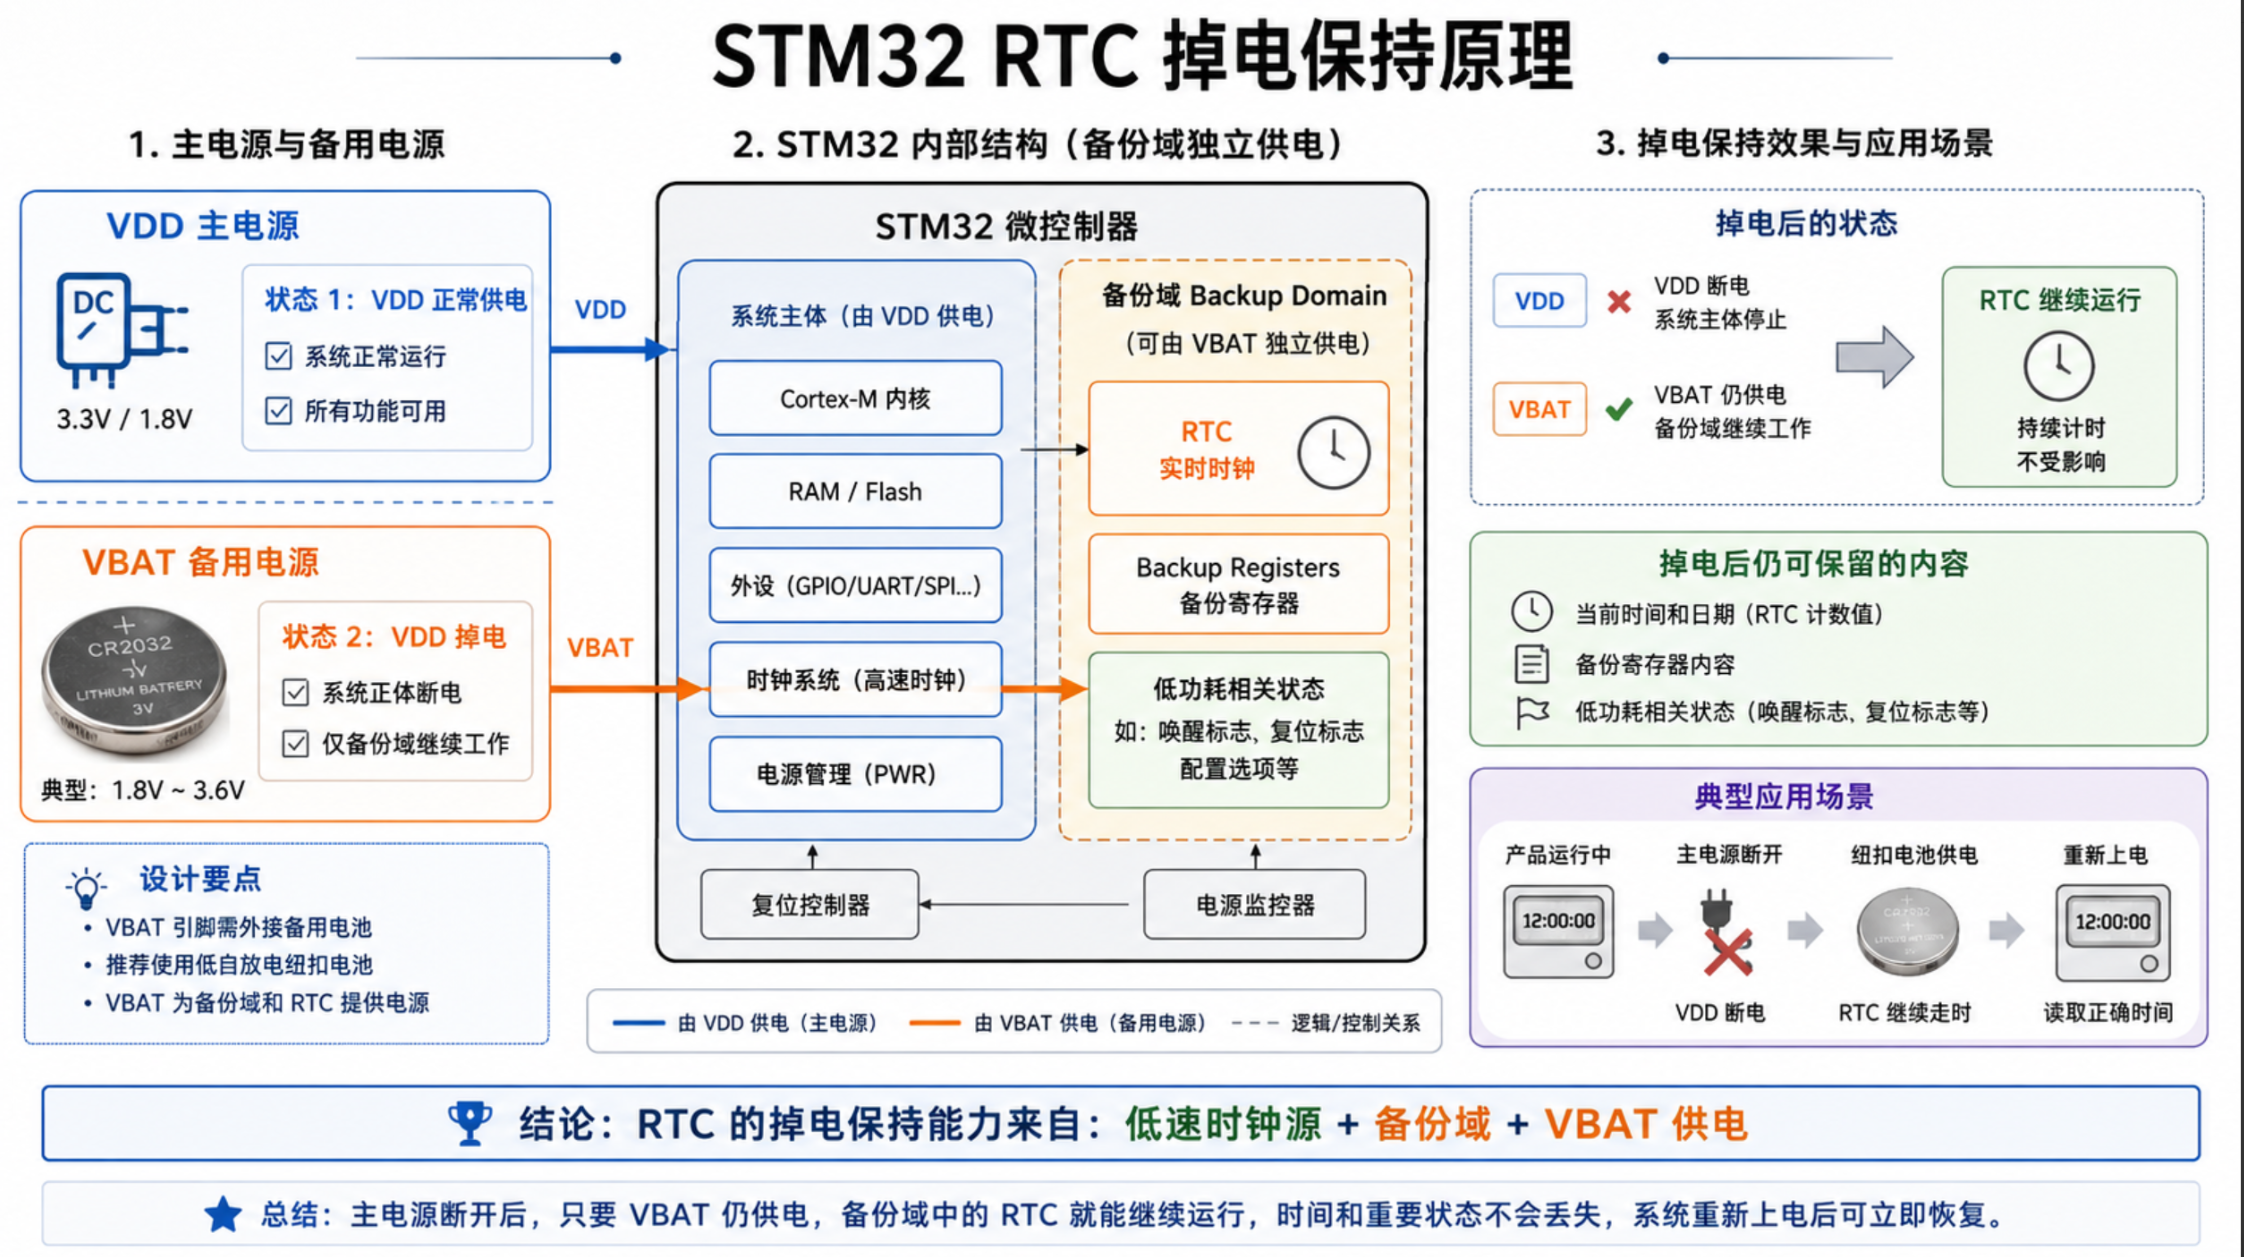 STM32 RTC 掉电保持原理
1. 主电源与备用电源
VDD 主电源
DC
3.3V / 1.8V
状态 1：VDD 正常供电
系统正常运行
所有功能可用
VDD
VBAT 备用电源
CR2032
LITHIUM BATRERY
3V
典型：1.8V ~ 3.6V
状态 2：VDD 掉电
系统正体断电
仅备份域继续工作
VBAT
设计要点
• VBAT 引脚需外接备用电池
• 推荐使用低自放电纽扣电池
• VBAT 为备份域和 RTC 提供电源
2. STM32 内部结构（备份域独立供电）
STM32 微控制器
系统主体（由 VDD 供电）
Cortex-M 内核
RAM / Flash
外设（GPIO/UART/SPI...）
时钟系统（高速时钟）
电源管理（PWR）
备份域 Backup Domain
（可由 VBAT 独立供电）
RTC
实时时钟
Backup Registers
备份寄存器
低功耗相关状态
如：唤醒标志、复位标志
配置选项等
复位控制器
电源监控器
由 VDD 供电（主电源）
由 VBAT 供电（备用电源）
逻辑/控制关系
3. 掉电保持效果与应用场景
掉电后的状态
VDD
VDD 断电
系统主体停止
VBAT
VBAT 仍供电
备份域继续工作
RTC 继续运行
持续计时
不受影响
掉电后仍可保留的内容
当前时间和日期（RTC 计数值）
备份寄存器内容
低功耗相关状态（唤醒标志、复位标志等）
典型应用场景
产品运行中
12:00:00
主电源断开
VDD 断电
纽扣电池供电
RTC 继续走时
重新上电
12:00:00
读取正确时间
结论：RTC 的掉电保持能力来自：低速时钟源 + 备份域 + VBAT 供电
总结：主电源断开后，只要 VBAT 仍供电，备份域中的 RTC 就能继续运行，时间和重要状态不会丢失，系统重新上电后可立即恢复。